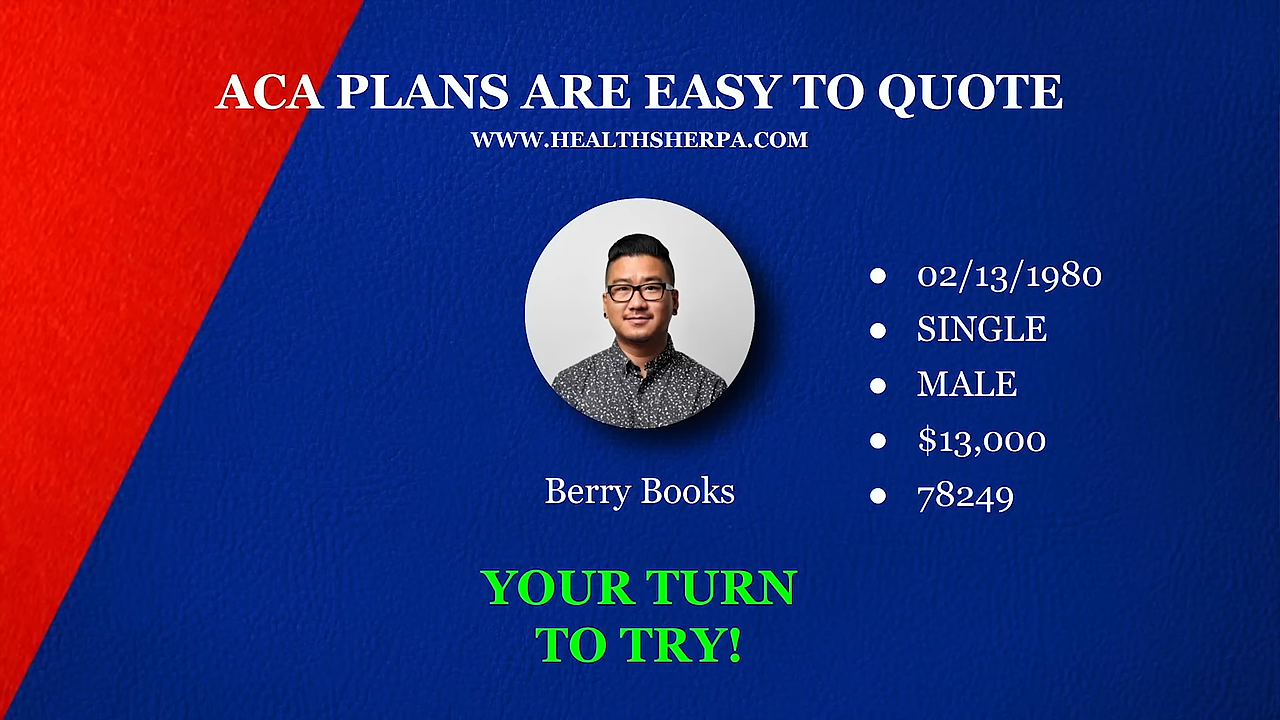 ACA PLANS ARE EASY TO QUOTE
WWW.HEALTHSHERPA.COM
Berry Books
● 02/13/1980
● SINGLE
● MALE
● $13,000
● 78249
YOUR TURN
TO TRY!